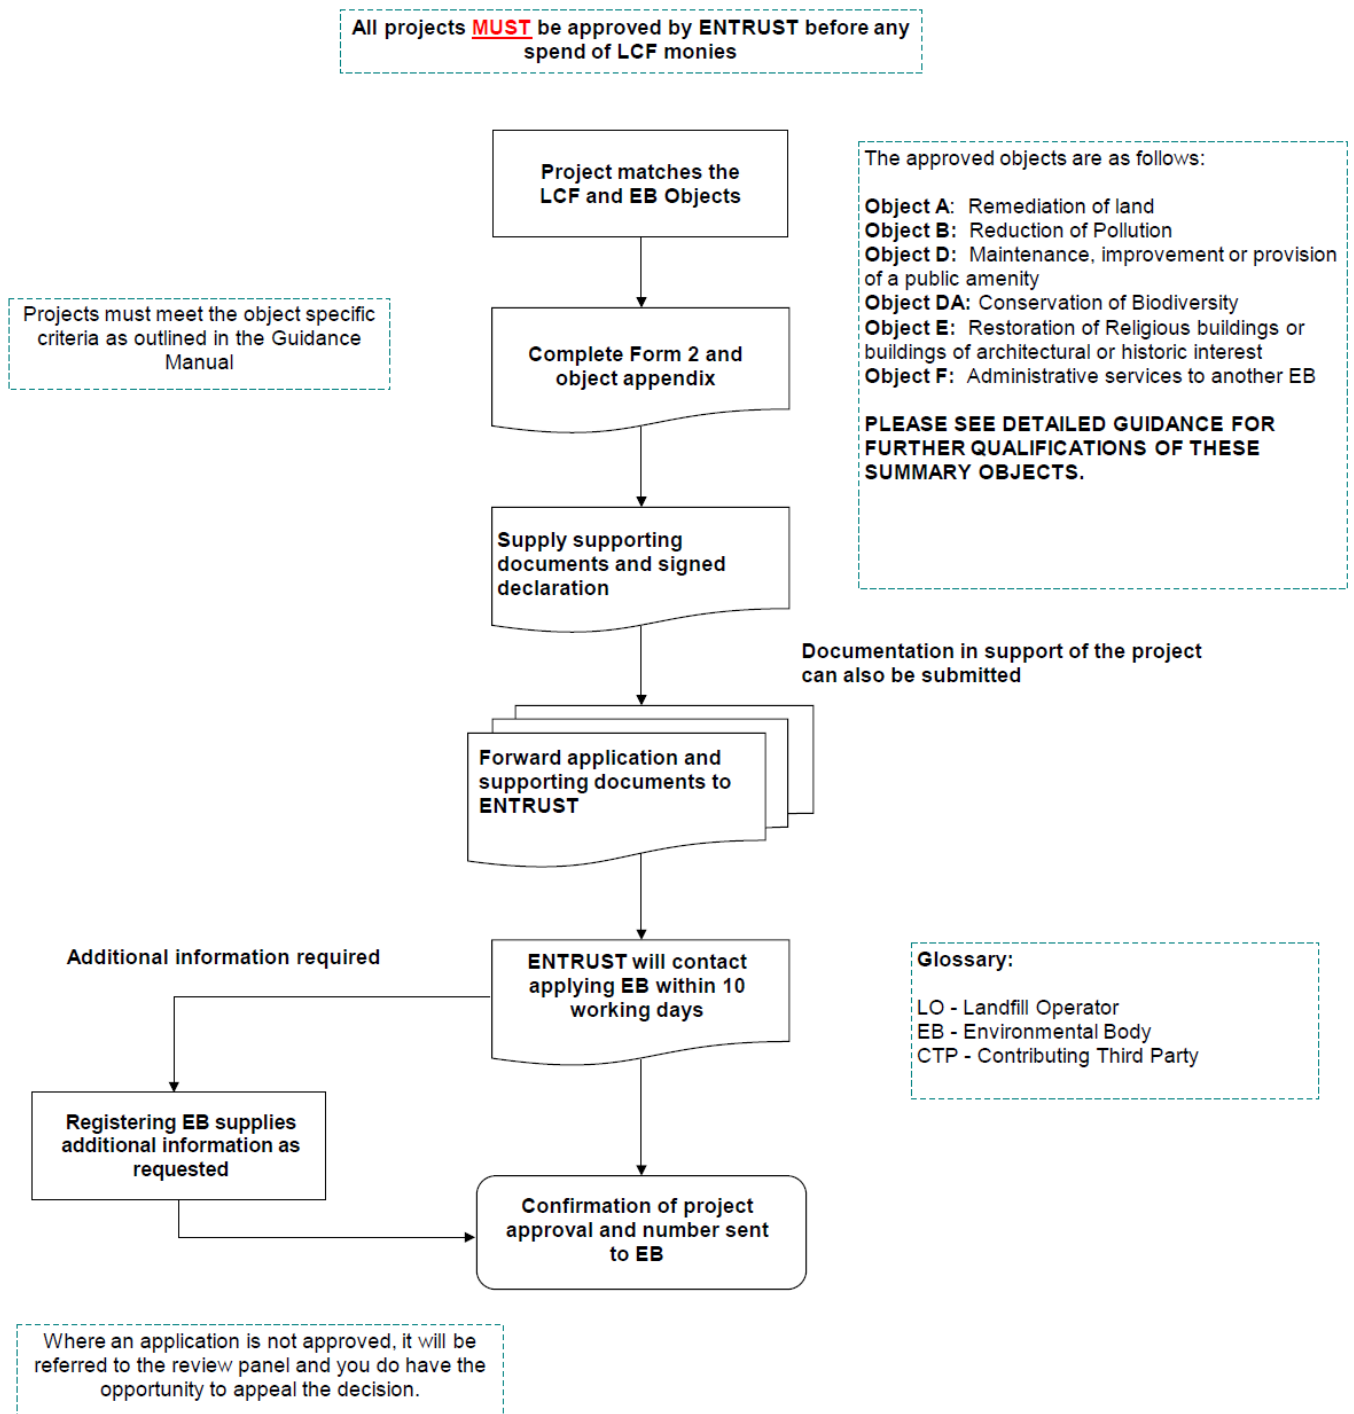 All projects MUST be approved by ENTRUST before any
spend of LCF monies
Project matches the
LCF and EB Objects
The approved objects are as follows:
Object A: Remediation of land
Object B: Reduction of Pollution
Object D: Maintenance, improvement or provision
of a public amenity
Object DA: Conservation of Biodiversity
Object E: Restoration of Religious buildings or
buildings of architectural or historic interest
Object F: Administrative services to another EB
PLEASE SEE DETAILED GUIDANCE FOR
FURTHER QUALIFICATIONS OF THESE
SUMMARY OBJECTS.
Projects must meet the object specific
criteria as outlined in the Guidance
Manual
Complete Form 2 and
object appendix
Supply supporting
documents and signed
declaration
Documentation in support of the project
can also be submitted
Forward application and
supporting documents to
ENTRUST
Additional information required
ENTRUST will contact
applying EB within 10
working days
Glossary:
LO - Landfill Operator
EB - Environmental Body
CTP - Contributing Third Party
Registering EB supplies
additional information as
requested
Confirmation of project
approval and number sent
to EB
Where an application is not approved, it will be
referred to the review panel and you do have the
opportunity to appeal the decision.